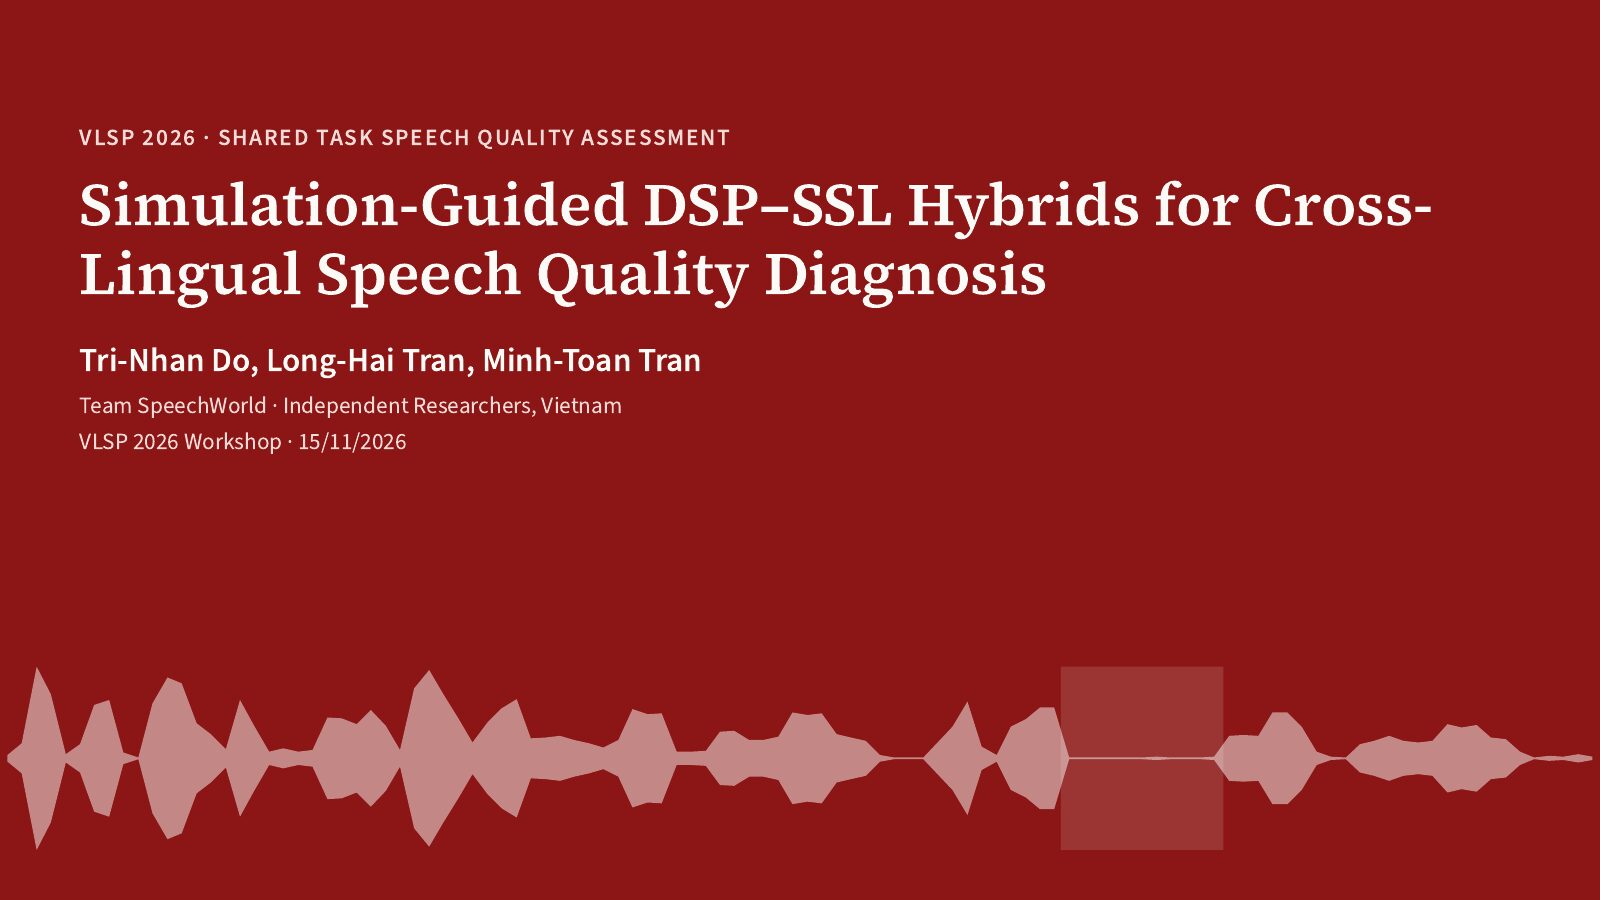 VLSP 2026 · SHARED TASK SPEECH QUALITY ASSESSMENT
Simulation-Guided DSP–SSL Hybrids for Cross-
Lingual Speech Quality Diagnosis
Tri-Nhan Do, Long-Hai Tran, Minh-Toan Tran
Team SpeechWorld · Independent Researchers, Vietnam
VLSP 2026 Workshop · 15/11/2026